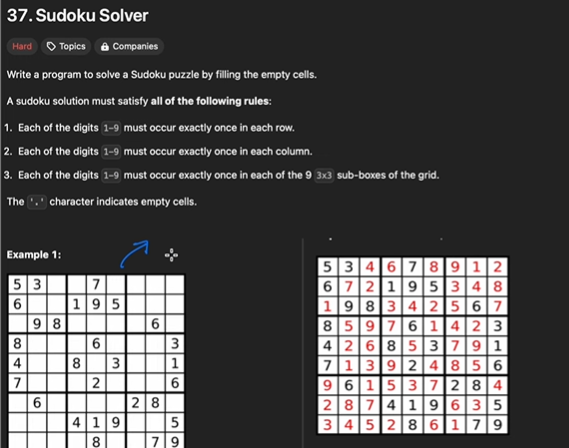 37. Sudoku Solver
Hard Topics Companies
Write a program to solve a Sudoku puzzle by filling the empty cells.
A sudoku solution must satisfy all of the following rules:
1. Each of the digits 1-9 must occur exactly once in each row.
2. Each of the digits 1-9 must occur exactly once in each column.
3. Each of the digits 1-9 must occur exactly once in each of the 9 3x3 sub-boxes of the grid.
The '.' character indicates empty cells.
Example 1:
5 3 7
6 1 9 5
9 8 6
8 6 3
4 8 3 1
7 2 6
6 2 8
4 1 9 5
8 7 9
5 3 4 6 7 8 9 1 2
6 7 2 1 9 5 3 4 8
1 9 8 3 4 2 5 6 7
8 5 9 7 6 1 4 2 3
4 2 6 8 5 3 7 9 1
7 1 3 9 2 4 8 5 6
9 6 1 5 3 7 2 8 4
2 8 7 4 1 9 6 3 5
3 4 5 2 8 6 1 7 9